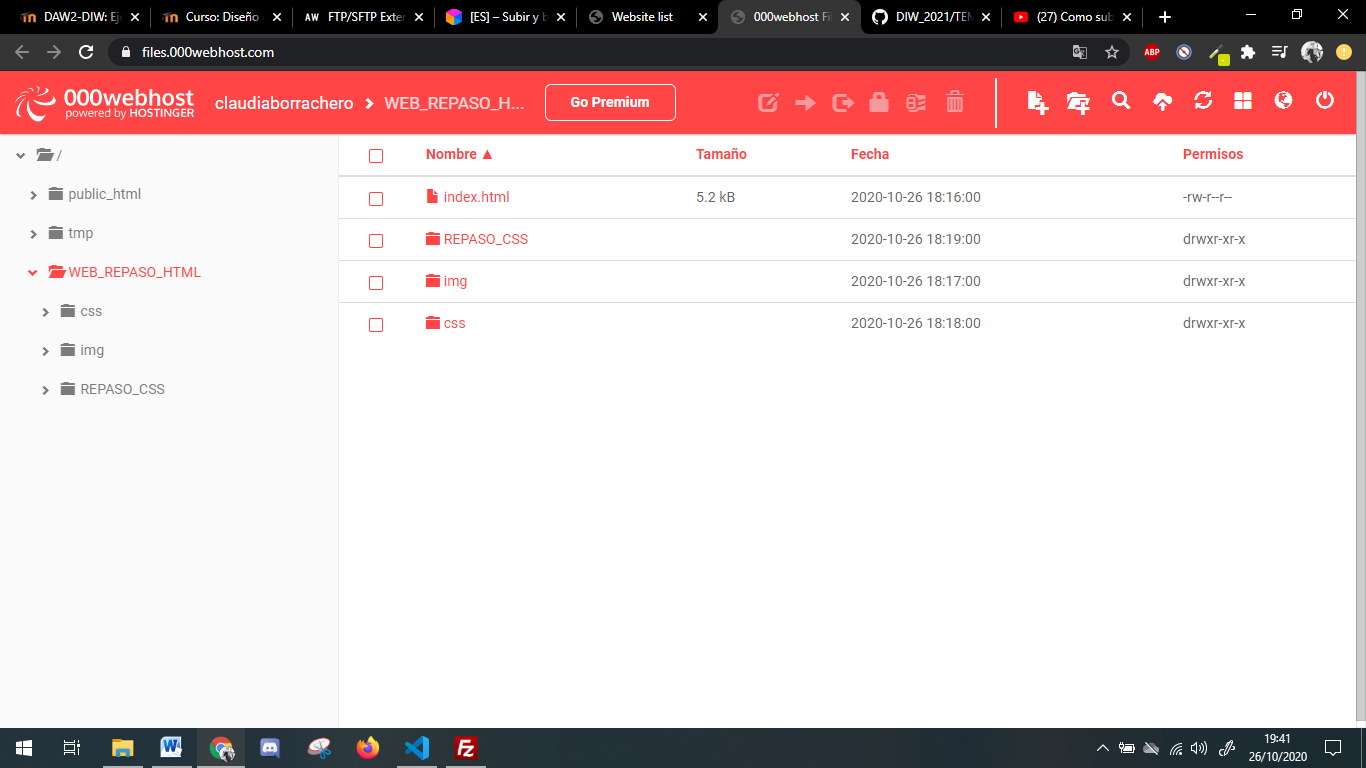 DAW2-DIW: Eje
Curso: Diseño
AW FTP/SFTP Exter
[ES] – Subir y b
Website list
000webhost Fi
DIW_2021/TEM
(27) Como sub
files.000webhost.com
ABP
000webhost
powered by HOSTINGER
claudiaborrachero
WEB_REPASO_H...
Go Premium
/
public_html
tmp
WEB_REPASO_HTML
css
img
REPASO_CSS
Nombre ▲ Tamaño Fecha Permisos
index.html 5.2 kB 2020-10-26 18:16:00 -rw-r--r--
REPASO_CSS 2020-10-26 18:19:00 drwxr-xr-x
img 2020-10-26 18:17:00 drwxr-xr-x
css 2020-10-26 18:18:00 drwxr-xr-x
19:41
26/10/2020